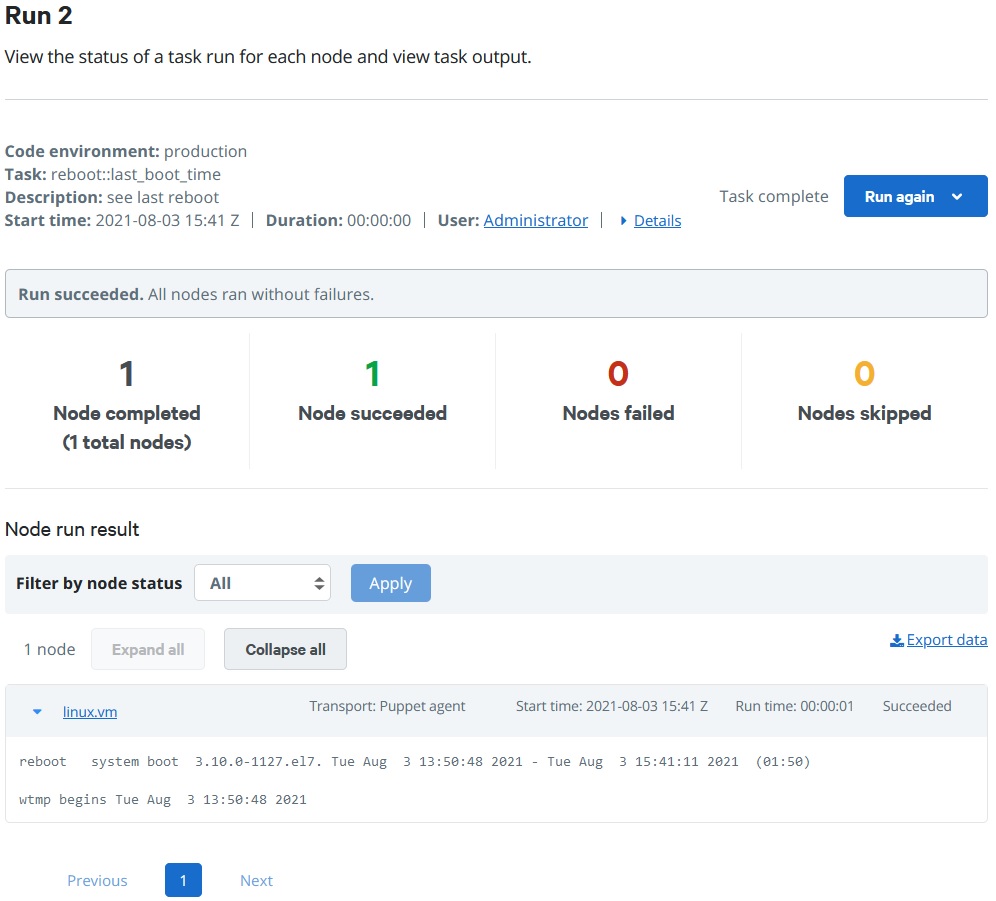 Run 2
View the status of a task run for each node and view task output.
Code environment: production
Task: reboot::last_boot_time
Description: see last reboot
Start time: 2021-08-03 15:41 Z | Duration: 00:00:00 | User: Administrator | Details
Task complete
Run again
Run succeeded. All nodes ran without failures.
1
Node completed
(1 total nodes)
1
Node succeeded
0
Nodes failed
0
Nodes skipped
Node run result
Filter by node status All Apply
1 node Expand all Collapse all Export data
linux.vm Transport: Puppet agent Start time: 2021-08-03 15:41 Z Run time: 00:00:01 Succeeded
reboot   system boot  3.10.0-1127.el7. Tue Aug  3 13:50:48 2021 - Tue Aug  3 15:41:11 2021  (01:50)
wtmp begins Tue Aug  3 13:50:48 2021
Previous 1 Next